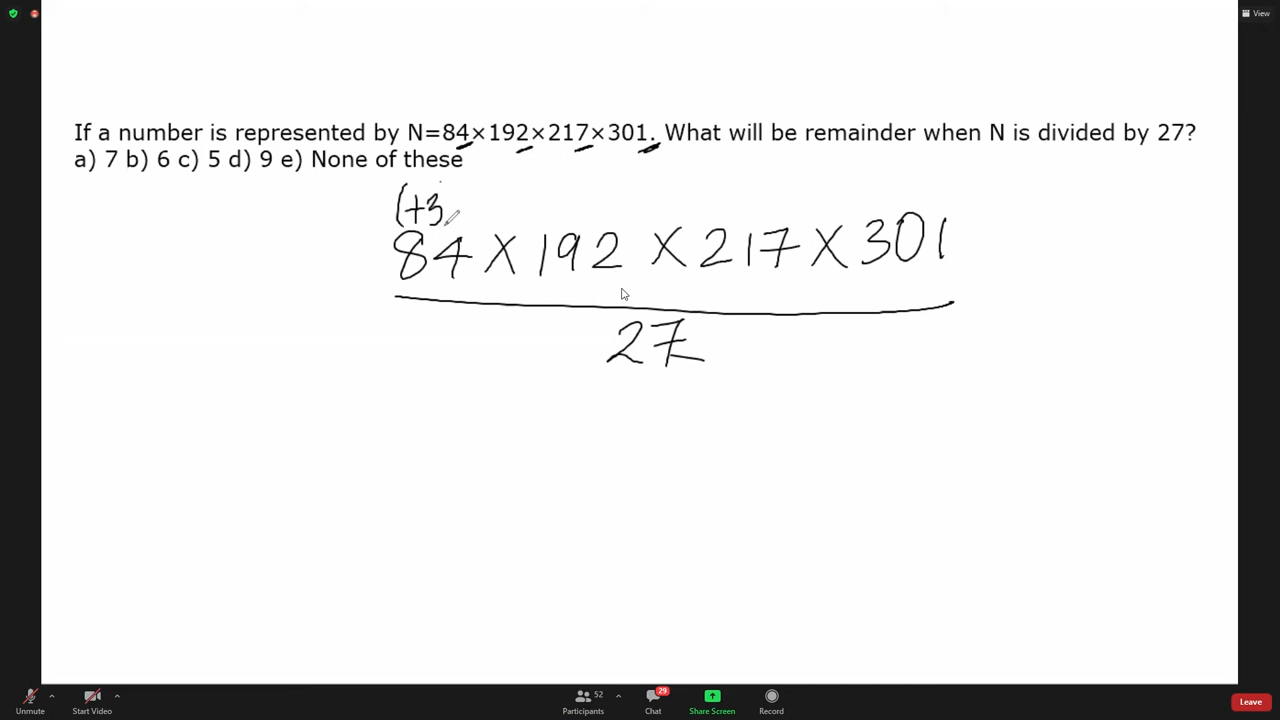 View
If a number is represented by N=84×192×217×301. What will be remainder when N is divided by 27?
a) 7 b) 6 c) 5 d) 9 e) None of these
(+3
84 × 192 × 217 × 301
27
Unmute Start Video 52 Participants 29 Chat Share Screen Record Leave